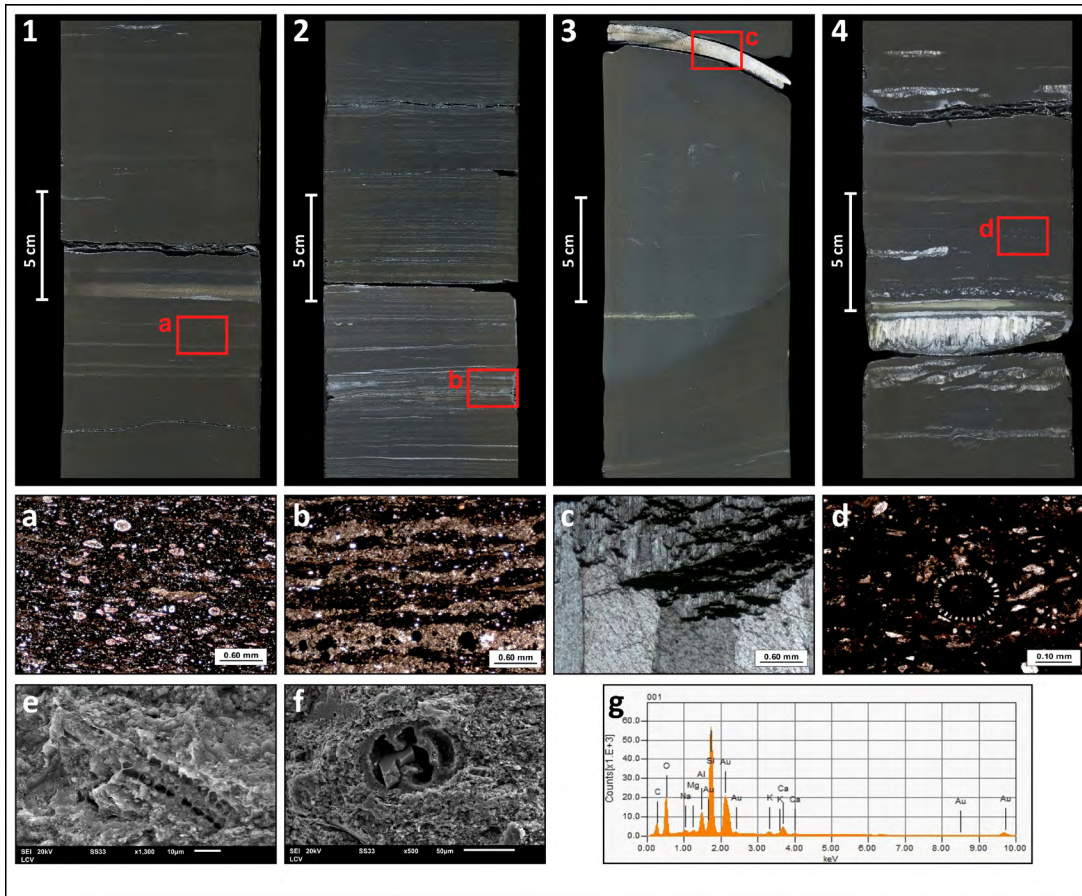 1
2
3
4
5 cm
5 cm
5 cm
5 cm
a
b
c
d
a
b
c
d
0.60 mm
0.60 mm
0.60 mm
0.10 mm
e
f
g
SEI 20kV SS33 x1,300 10µm
LCV
SEI 20kV SS33 x500 50µm
LCV
001
Counts[x1.E+3]
60.0
50.0
40.0
30.0
20.0
10.0
0.0
C
O
Na
Mg
Al
Au
Si
Au
Au
K
K
Ca
Ca
Au
Au
0.00 1.00 2.00 3.00 4.00 5.00 6.00 7.00 8.00 9.00 10.00
keV